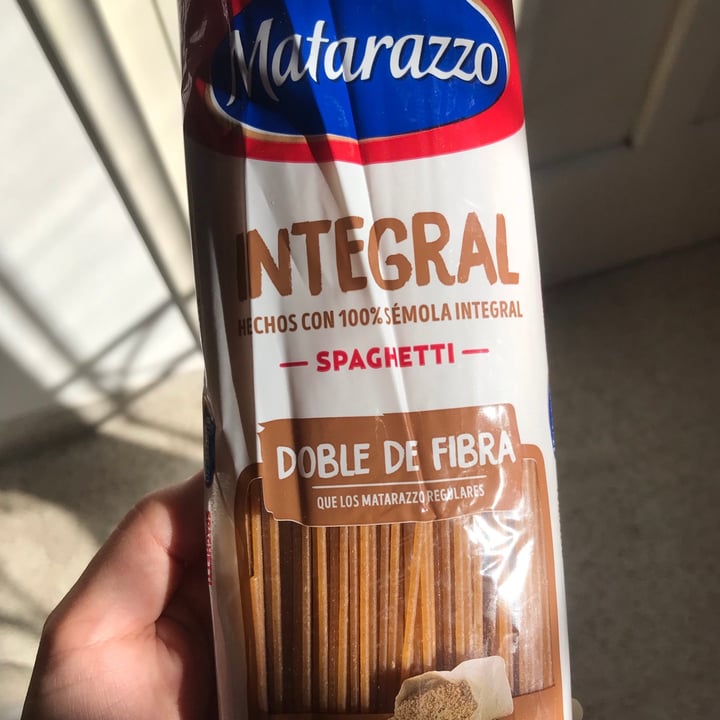 Matarazzo
INTEGRAL
HECHOS CON 100% SÉMOLA INTEGRAL
— SPAGHETTI —
DOBLE DE FIBRA
QUE LOS MATARAZZO REGULARES